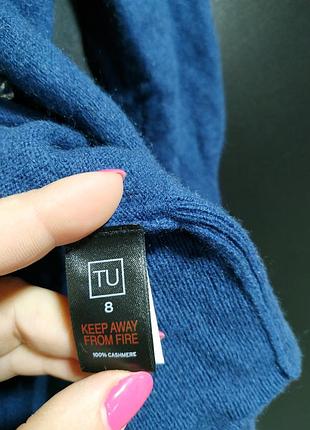 TU
8
KEEP AWAY
FROM FIRE
100% CASHMERE